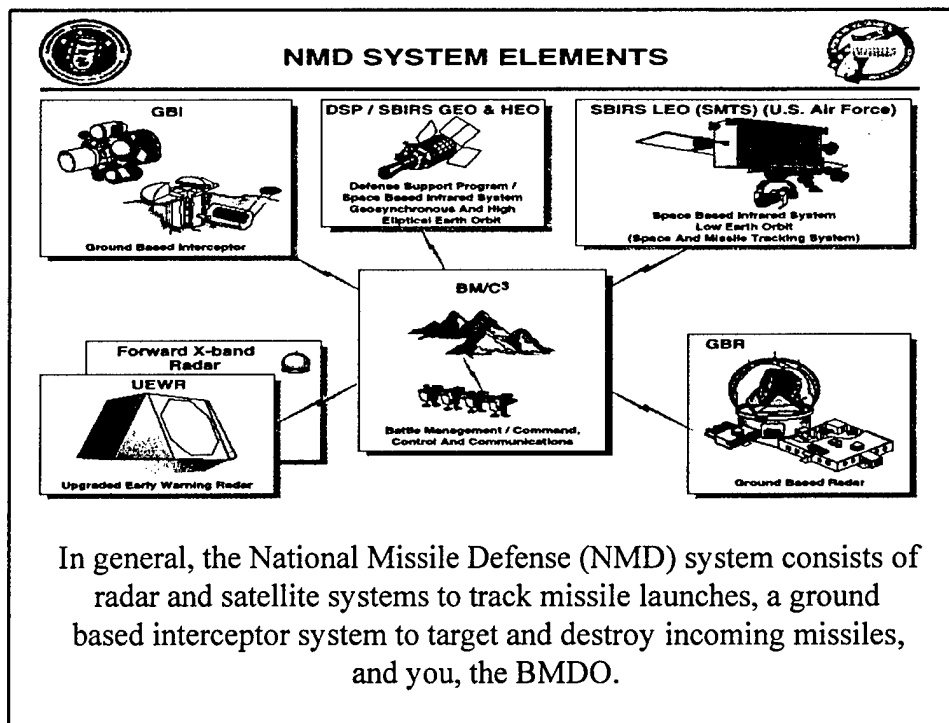 NMD SYSTEM ELEMENTS
GBI
Ground Based Interceptor
DSP / SBIRS GEO & HEO
Defense Support Program /
Space Based Infrared System
Geosynchronous And High
Elliptical Earth Orbit
SBIRS LEO (SMTS) (U.S. Air Force)
Space Based Infrared System
Low Earth Orbit
(Space And Missile Tracking System)
BM/C³
Battle Management / Command,
Control And Communications
Forward X-band
Radar
UEWR
Upgraded Early Warning Radar
GBR
Ground Based Radar
In general, the National Missile Defense (NMD) system consists of
radar and satellite systems to track missile launches, a ground
based interceptor system to target and destroy incoming missiles,
and you, the BMDO.